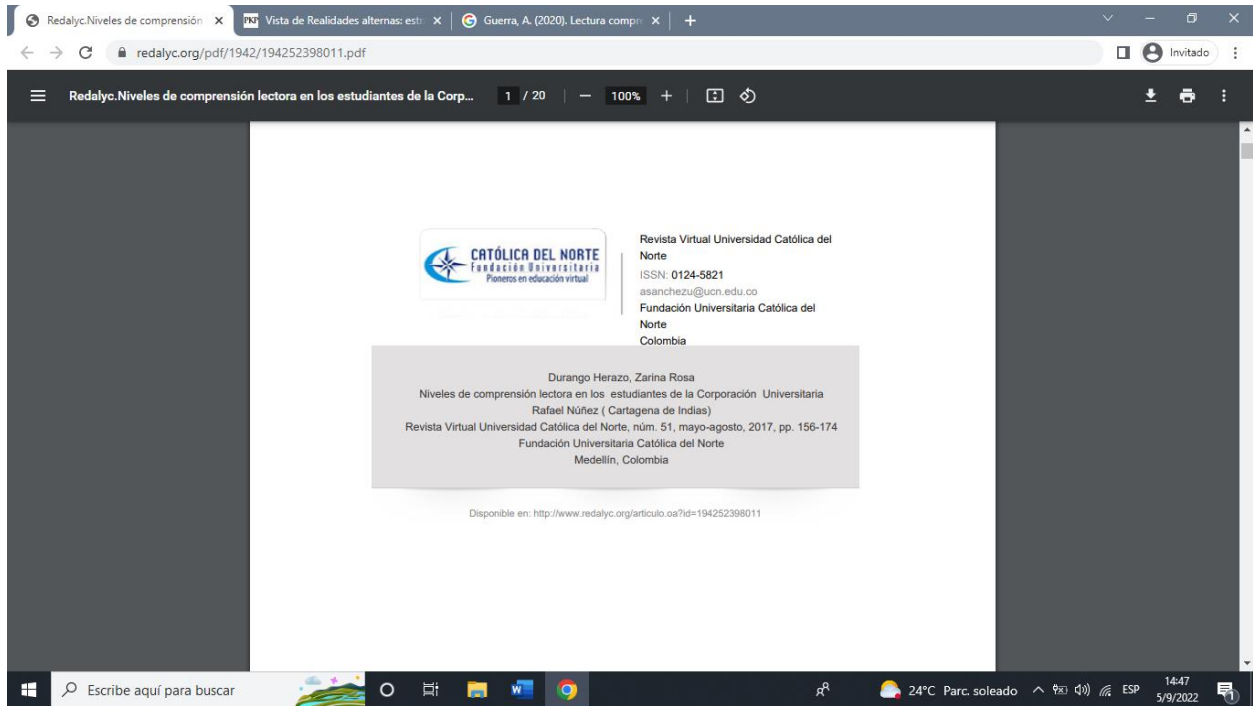 Redalyc.Niveles de comprensión
PKP Vista de Realidades alternas: estr
G Guerra, A. (2020). Lectura compr
redalyc.org/pdf/1942/194252398011.pdf
Invitado
Redalyc.Niveles de comprensión lectora en los estudiantes de la Corp...
1 / 20
100%
CATÓLICA DEL NORTE
Fundación Universitaria
Pioneros en educación virtual
Revista Virtual Universidad Católica del
Norte
ISSN: 0124-5821
asanchezu@ucn.edu.co
Fundación Universitaria Católica del
Norte
Colombia
Durango Herazo, Zarina Rosa
Niveles de comprensión lectora en los estudiantes de la Corporación Universitaria
Rafael Núñez ( Cartagena de Indias)
Revista Virtual Universidad Católica del Norte, núm. 51, mayo-agosto, 2017, pp. 156-174
Fundación Universitaria Católica del Norte
Medellín, Colombia
Disponible en: http://www.redalyc.org/articulo.oa?id=194252398011
Escribe aquí para buscar
24°C Parc. soleado
ESP
14:47
5/9/2022
1